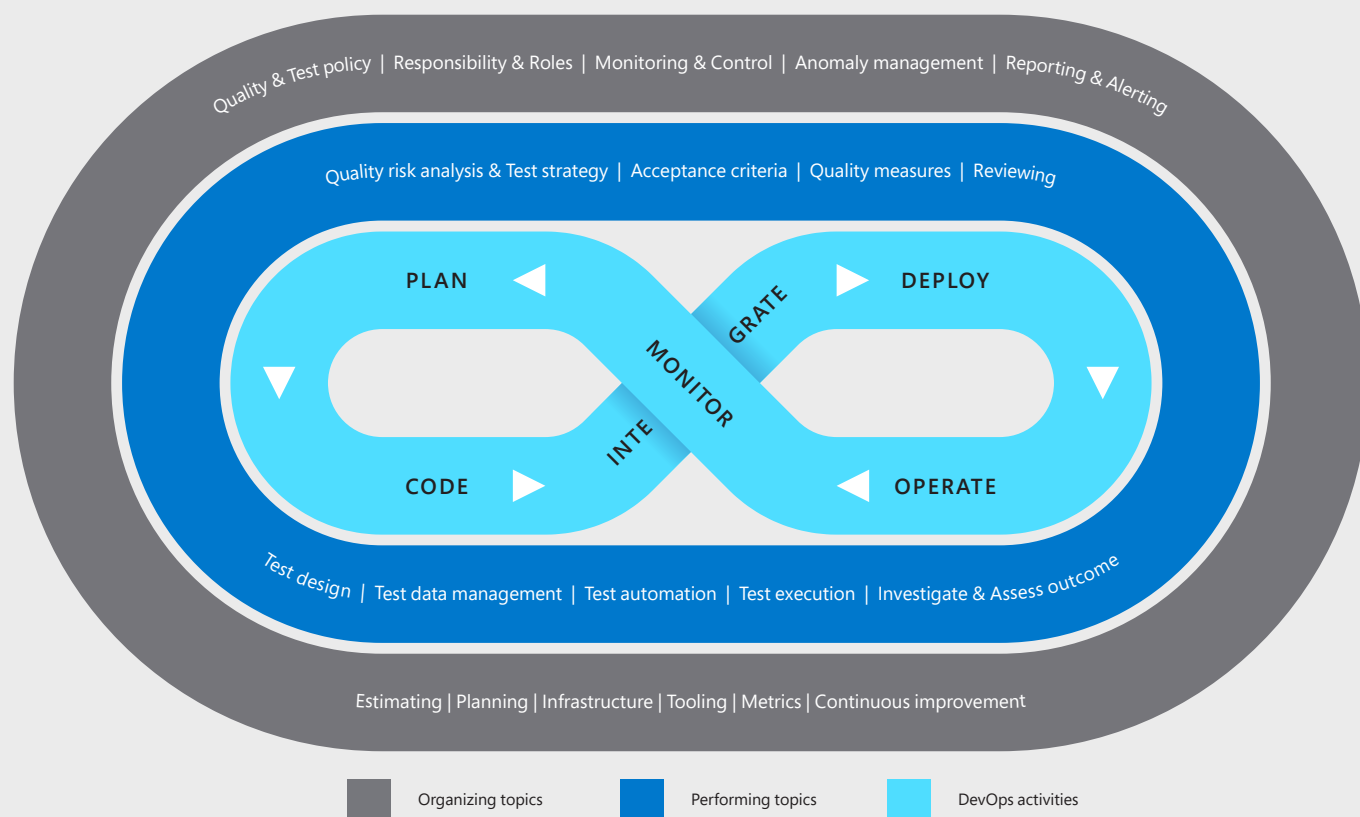 Quality & Test policy | Responsibility & Roles | Monitoring & Control | Anomaly management | Reporting & Alerting
Quality risk analysis & Test strategy | Acceptance criteria | Quality measures | Reviewing
PLAN
DEPLOY
INTEGRATE
MONITOR
CODE
OPERATE
Test design | Test data management | Test automation | Test execution | Investigate & Assess outcome
Estimating | Planning | Infrastructure | Tooling | Metrics | Continuous improvement
Organizing topics
Performing topics
DevOps activities